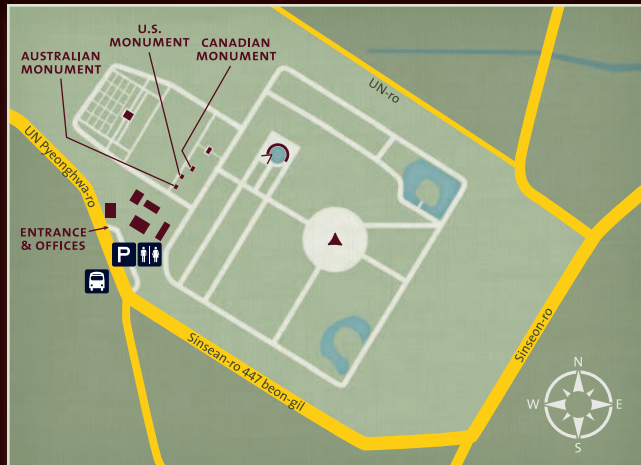 U.S.
MONUMENT
CANADIAN
MONUMENT
AUSTRALIAN
MONUMENT
UN-ro
UN Pyeonghwa-ro
ENTRANCE
& OFFICES
P
Sinsean-ro 447 beon-gil
Sinseon-ro
N
W
E
S